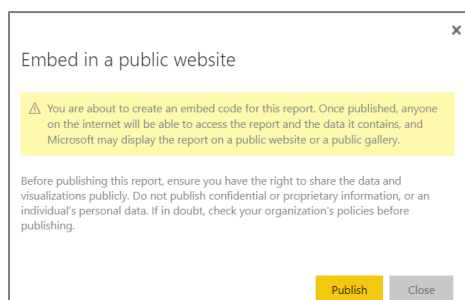 Embed in a public website
You are about to create an embed code for this report. Once published, anyone
on the internet will be able to access the report and the data it contains, and
Microsoft may display the report on a public website or a public gallery.
Before publishing this report, ensure you have the right to share the data and
visualizations publicly. Do not publish confidential or proprietary information, or an
individual's personal data. If in doubt, check your organization's policies before
publishing.
Publish Close